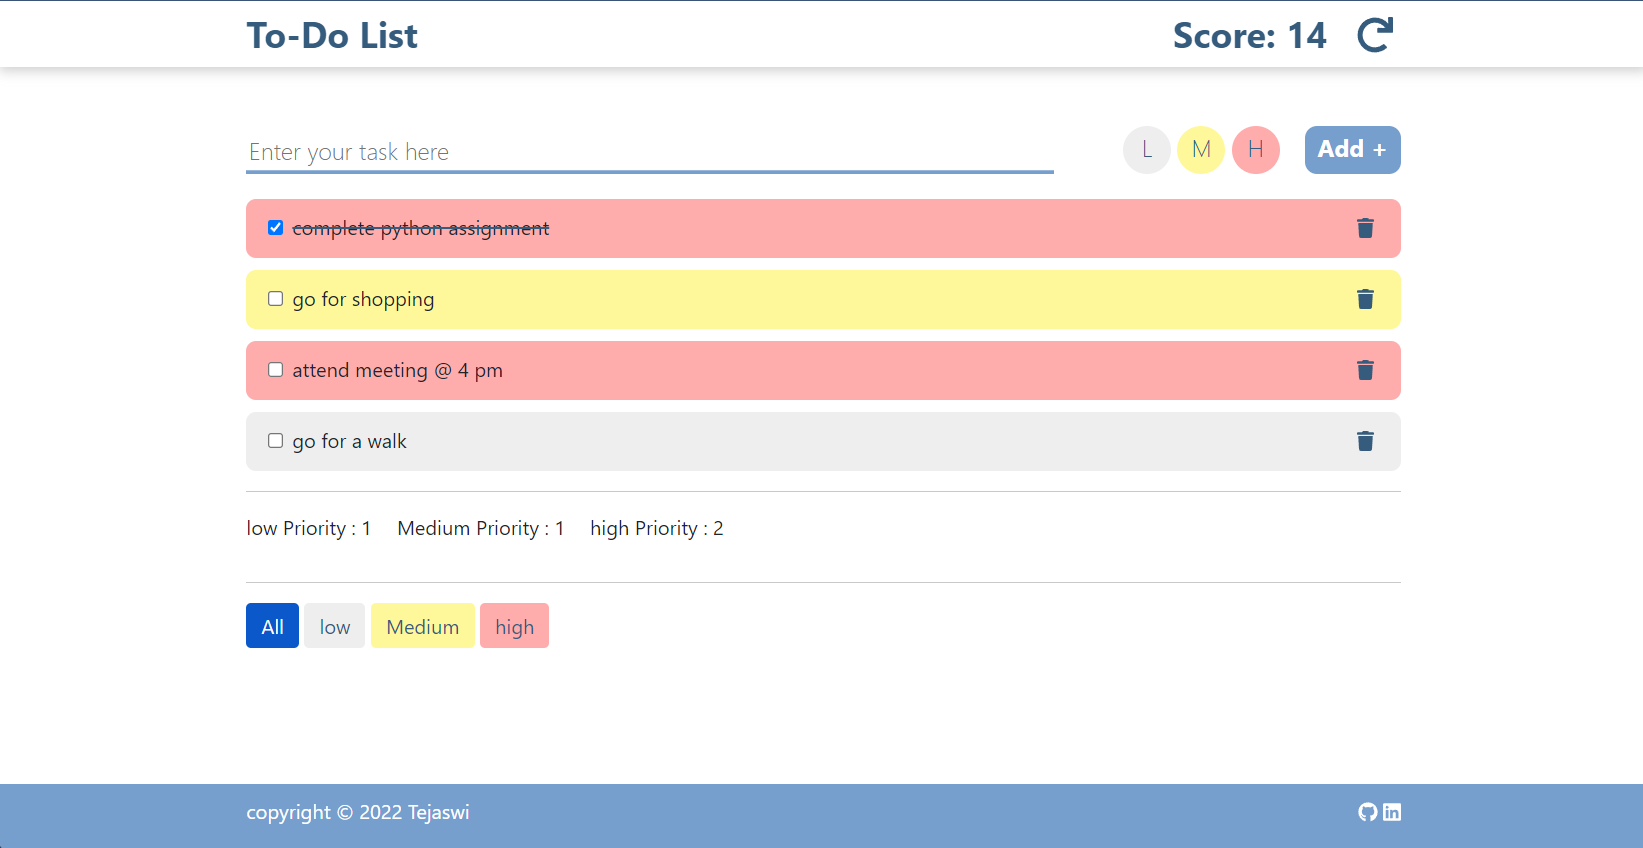 To-Do List Score: 14
Enter your task here L M H Add +
complete python assignment
go for shopping
attend meeting @ 4 pm
go for a walk
low Priority : 1 Medium Priority : 1 high Priority : 2
All low Medium high
copyright © 2022 Tejaswi in